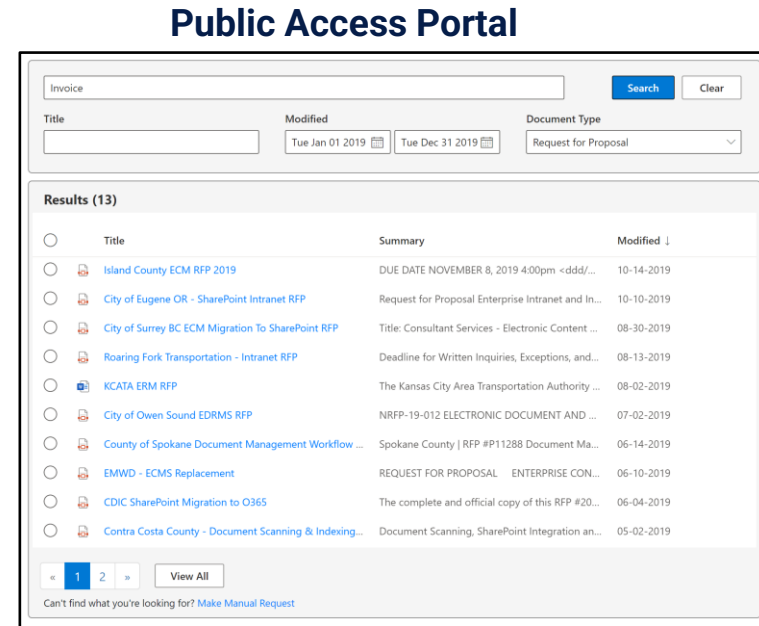 Public Access Portal
Invoice
Search
Clear
Title
Modified
Document Type
Tue Jan 01 2019
Tue Dec 31 2019
Request for Proposal
Results (13)
Title Summary Modified ↓
Island County ECM RFP 2019 DUE DATE NOVEMBER 8, 2019 4:00pm <ddd/... 10-14-2019
City of Eugene OR - SharePoint Intranet RFP Request for Proposal Enterprise Intranet and In... 10-10-2019
City of Surrey BC ECM Migration To SharePoint RFP Title: Consultant Services - Electronic Content ... 08-30-2019
Roaring Fork Transportation - Intranet RFP Deadline for Written Inquiries, Exceptions, and... 08-13-2019
KCATA ERM RFP The Kansas City Area Transportation Authority ... 08-02-2019
City of Owen Sound EDRMS RFP NRFP-19-012 ELECTRONIC DOCUMENT AND ... 07-02-2019
County of Spokane Document Management Workflow ... Spokane County | RFP #P11288 Document Ma... 06-14-2019
EMWD - ECMS Replacement REQUEST FOR PROPOSAL ENTERPRISE CON... 06-10-2019
CDIC SharePoint Migration to O365 The complete and official copy of this RFP #20... 06-04-2019
Contra Costa County - Document Scanning & Indexing... Document Scanning, SharePoint Integration an... 05-02-2019
« 1 2 » View All
Can't find what you're looking for? Make Manual Request